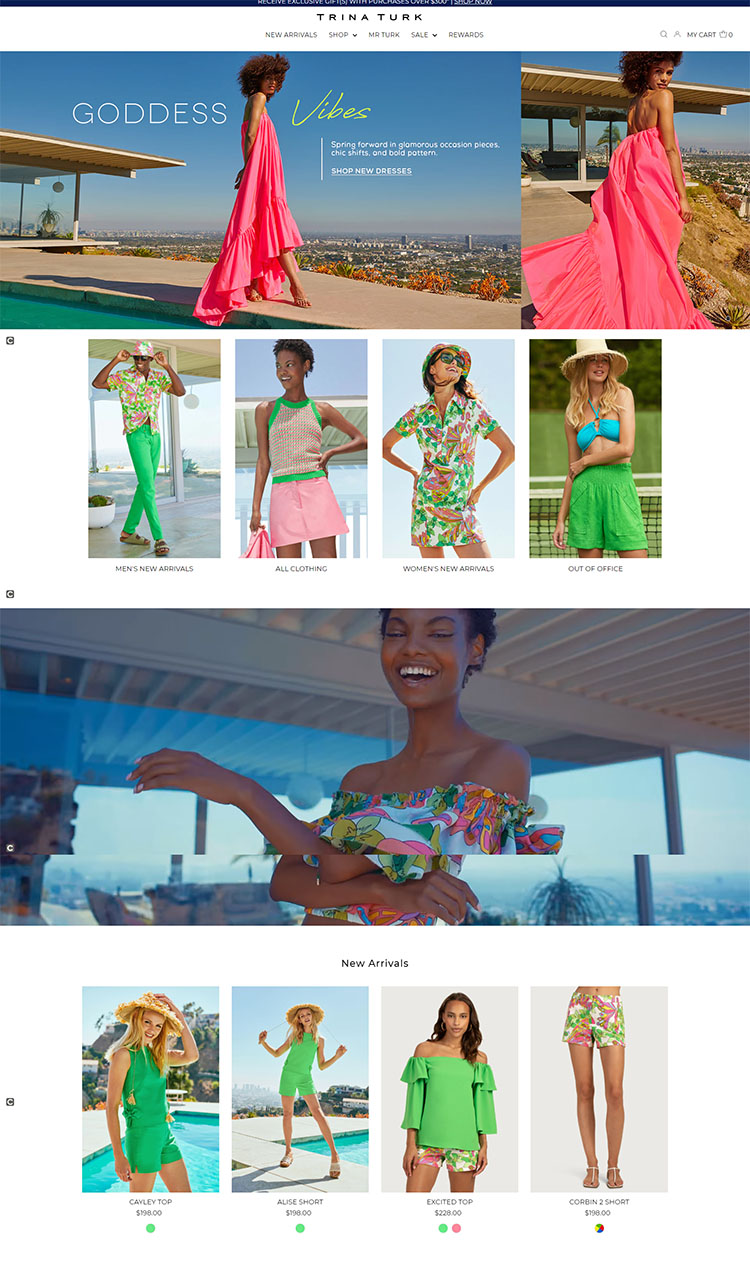 RECEIVE EXCLUSIVE GIFT(S) WITH PURCHASES OVER $300* | SHOP NOW
TRINA TURK
NEW ARRIVALS SHOP MR TURK SALE REWARDS
MY CART 0
GODDESS Vibes
Spring forward in glamorous occasion pieces,
chic shifts, and bold pattern.
SHOP NEW DRESSES
MEN'S NEW ARRIVALS ALL CLOTHING WOMEN'S NEW ARRIVALS OUT OF OFFICE
New Arrivals
CAYLEY TOP ALISE SHORT EXCITED TOP CORBIN 2 SHORT
$198.00 $198.00 $228.00 $198.00